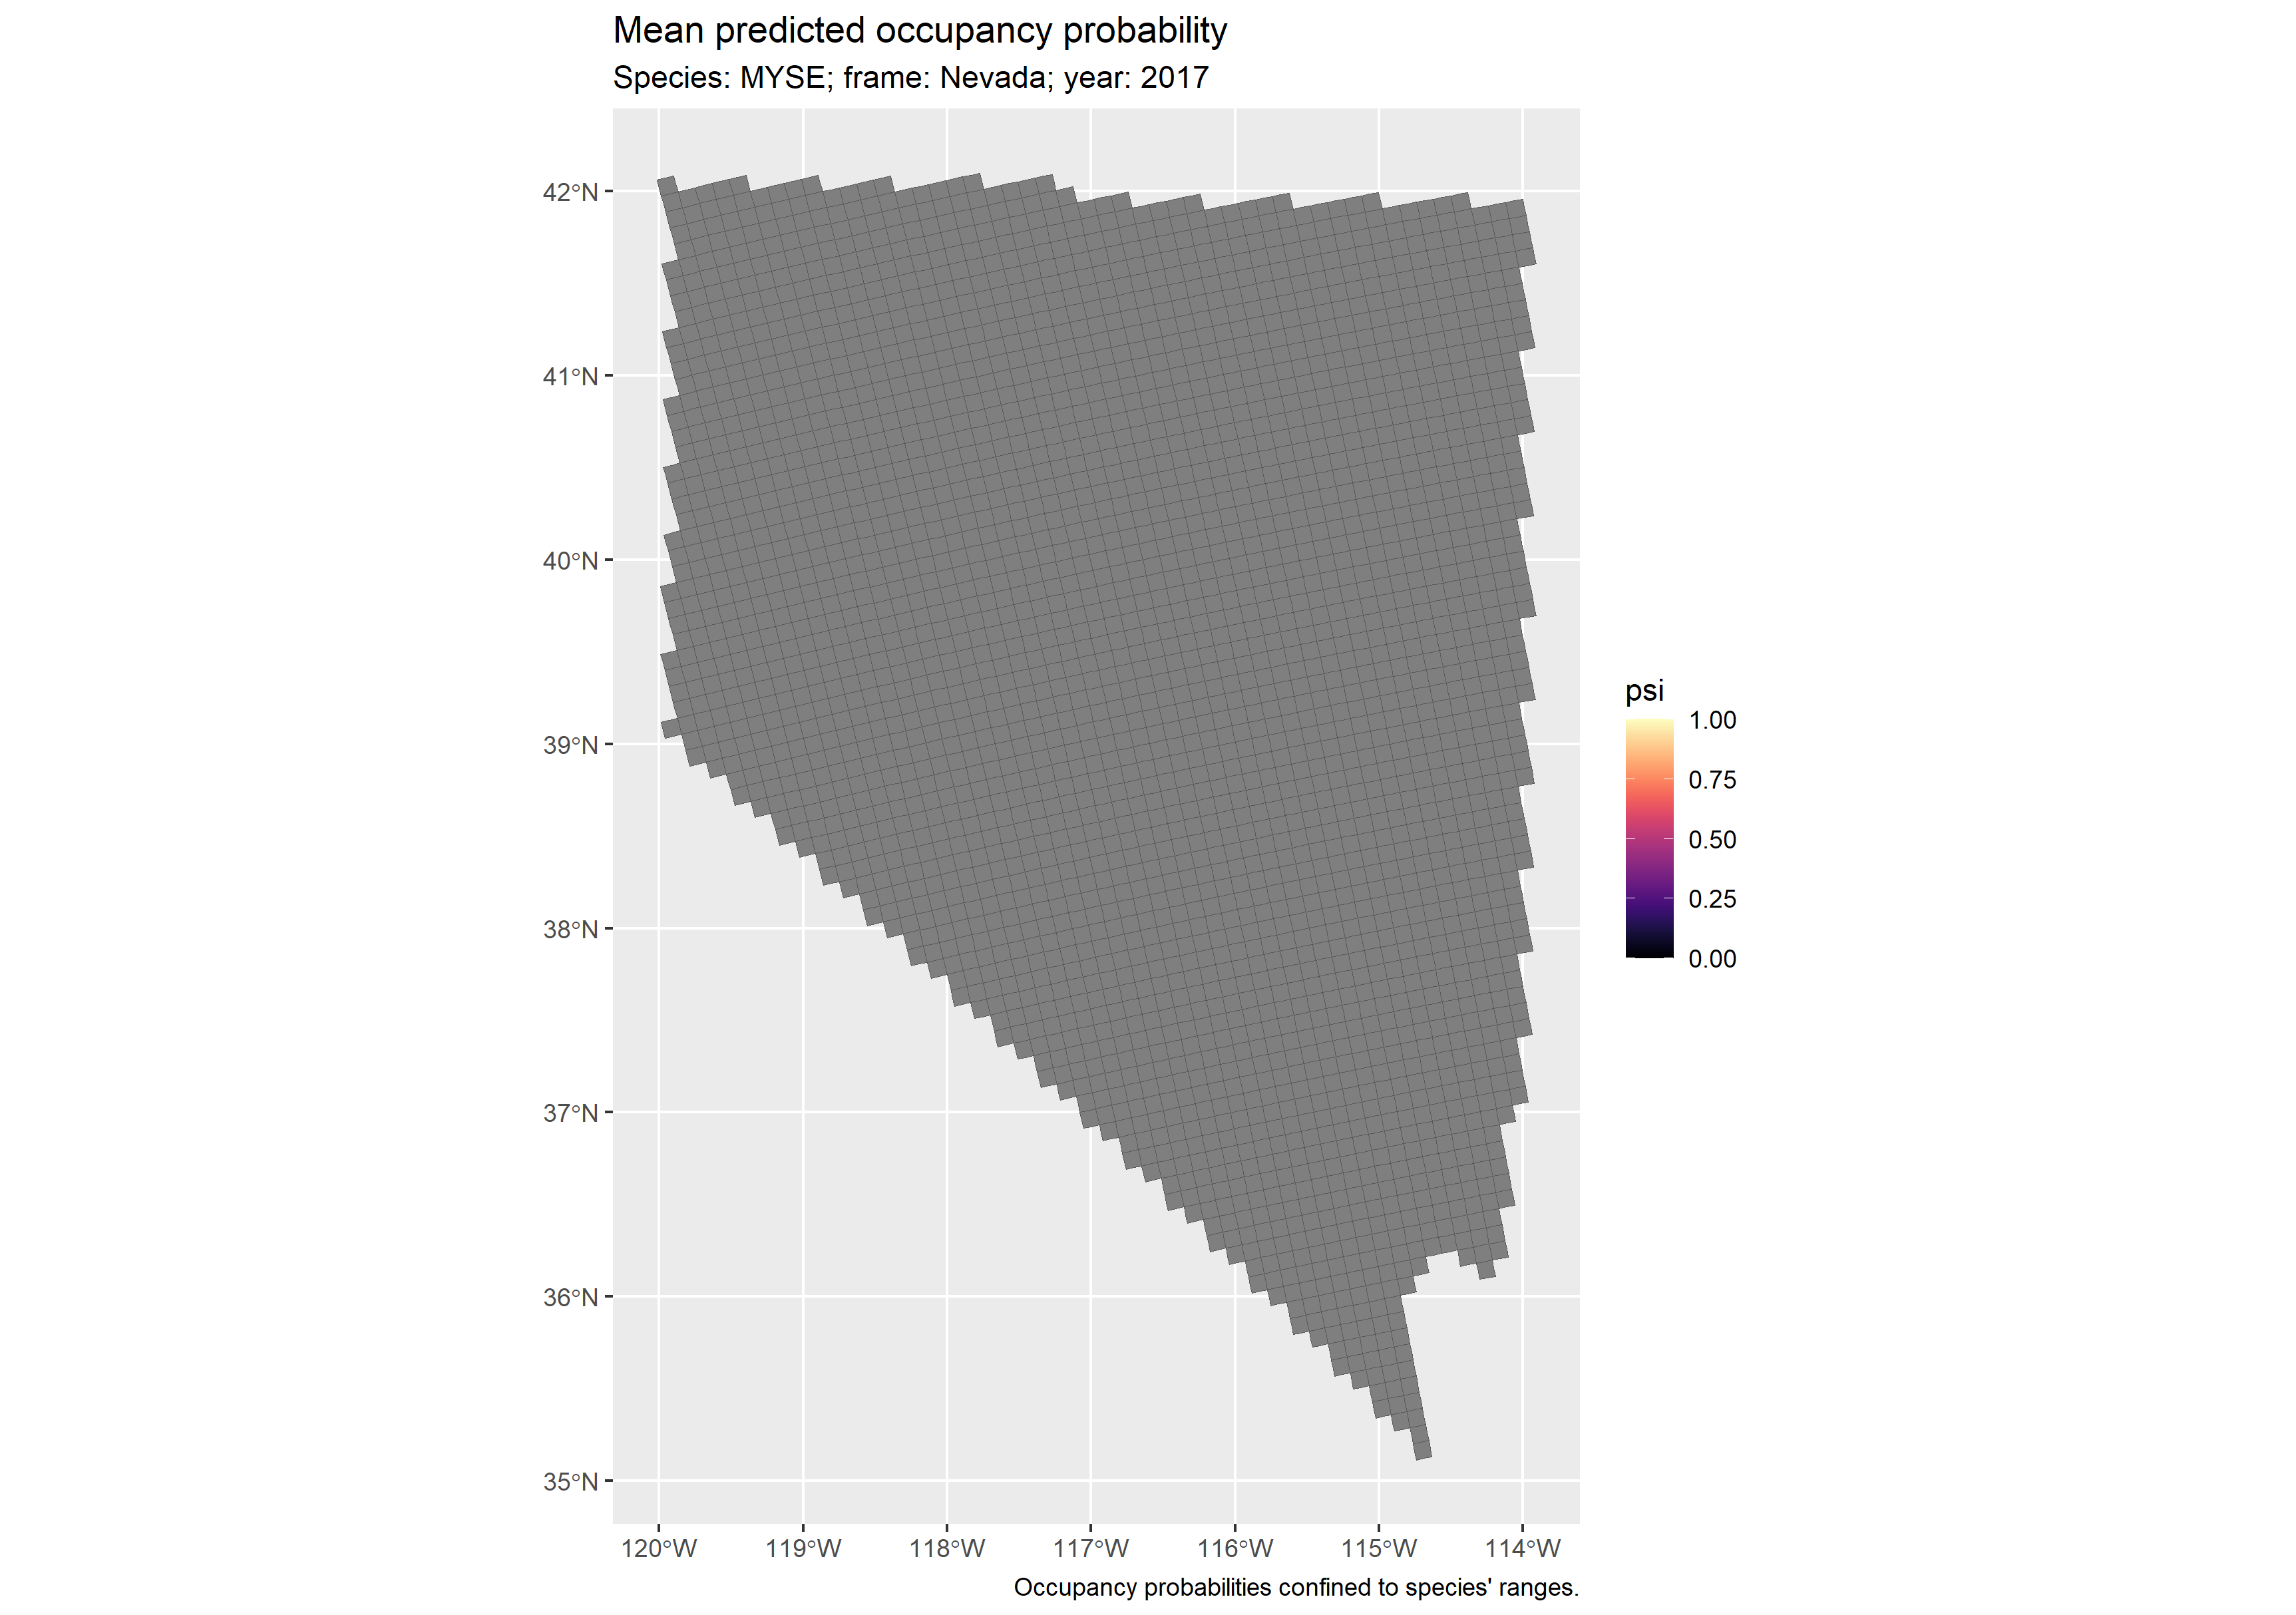 Mean predicted occupancy probability
Species: MYSE; frame: Nevada; year: 2017
42°N
41°N
40°N
39°N
38°N
37°N
36°N
35°N
120°W 119°W 118°W 117°W 116°W 115°W 114°W
psi
1.00
0.75
0.50
0.25
0.00
Occupancy probabilities confined to species' ranges.